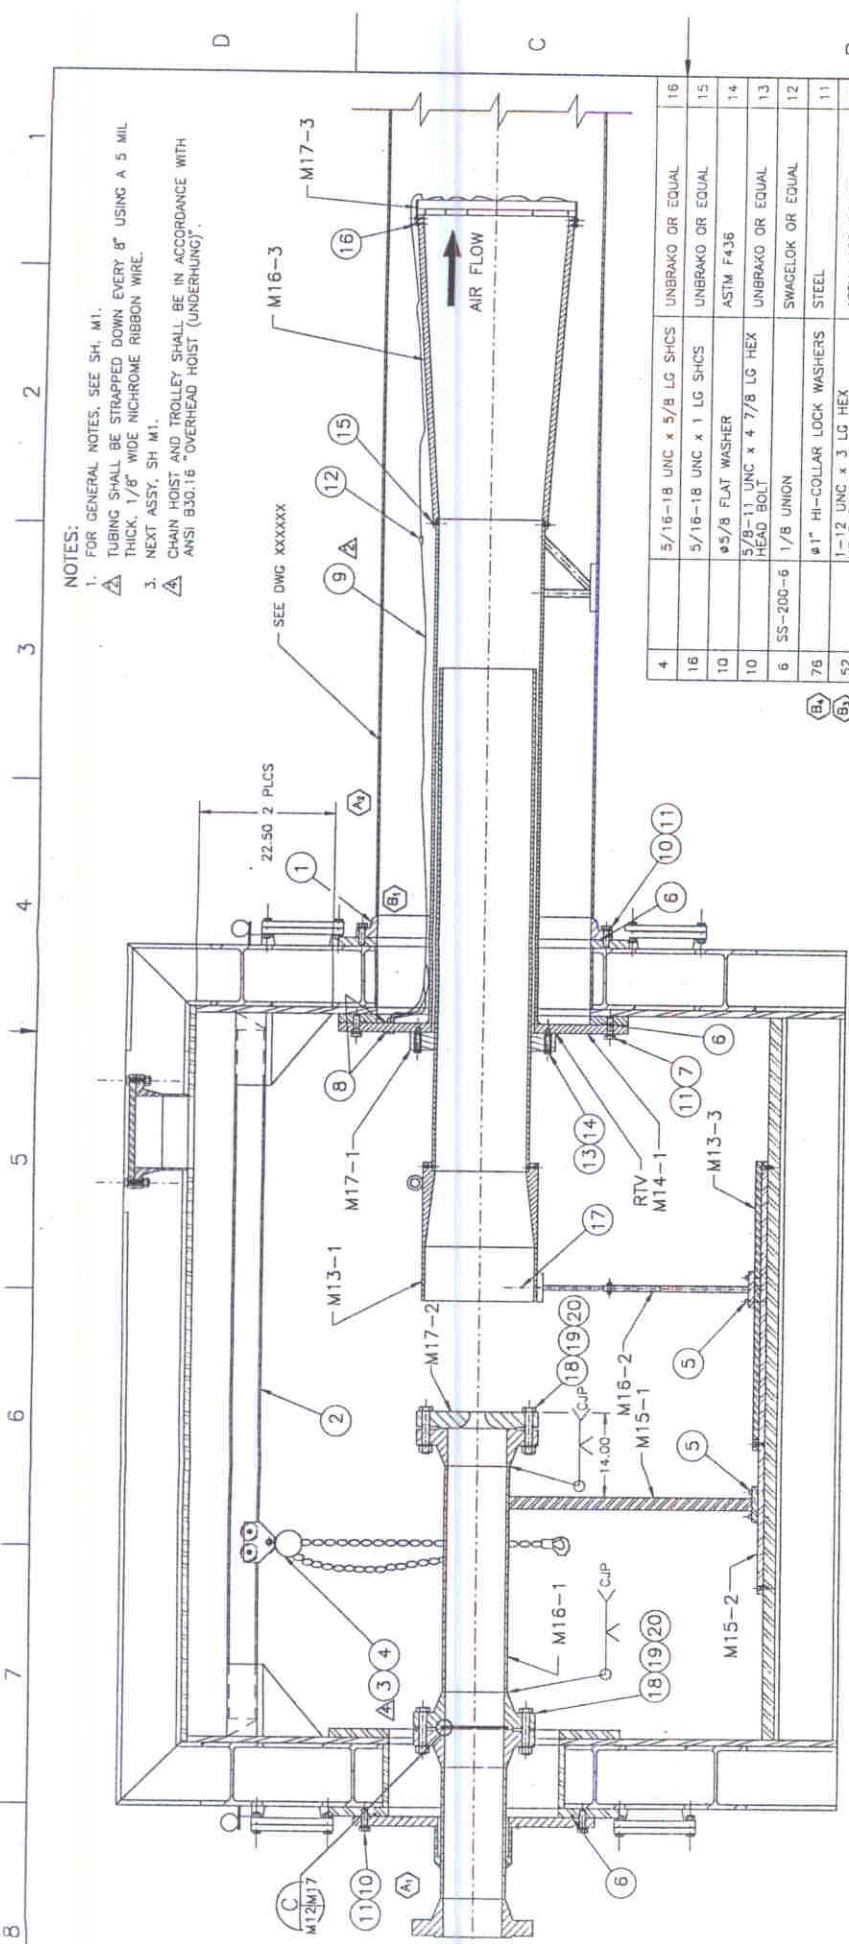 8
7
6
5
4
3
2
1
D
C
NOTES:
1. FOR GENERAL NOTES, SEE SH. M1.
2 TUBING SHALL BE STRAPPED DOWN EVERY 8" USING A 5 MIL
THICK, 1/8" WIDE NICHROME RIBBON WIRE.
3. NEXT ASSY, SH M1.
4 CHAIN HOIST AND TROLLEY SHALL BE IN ACCORDANCE WITH
ANSI B30.16 "OVERHEAD HOIST (UNDERHUNG)".
SEE DWG XXXXXX
M16-3
M17-3
16
AIR FLOW
15
12
9 2
22.50 2 PLCS
A2
1
B1
10 11
6
8
M17-1
13 14
RTV
M14-1
11 7
6
M13-3
M13-1
17
M17-2
18 19 20
CJP
14.00
M16-2
M15-1
5
5
2
4 3 4
M16-1
CJP
18 19 20
M15-2
C
M12 M17
11 10
A1
6
4 5/16-18 UNC x 5/8 LG SHCS UNBRAKO OR EQUAL 16
16 5/16-18 UNC x 1 LG SHCS UNBRAKO OR EQUAL 15
10 ø5/8 FLAT WASHER ASTM F436 14
10 5/8-11 UNC x 4 7/8 LG HEX
HEAD BOLT UNBRAKO OR EQUAL 13
6 SS-200-6 1/8 UNION SWAGELOK OR EQUAL 12
B4 76 ø1" HI-COLLAR LOCK WASHERS STEEL 11
B3 52 1-12 UNC x 3 LG HEX